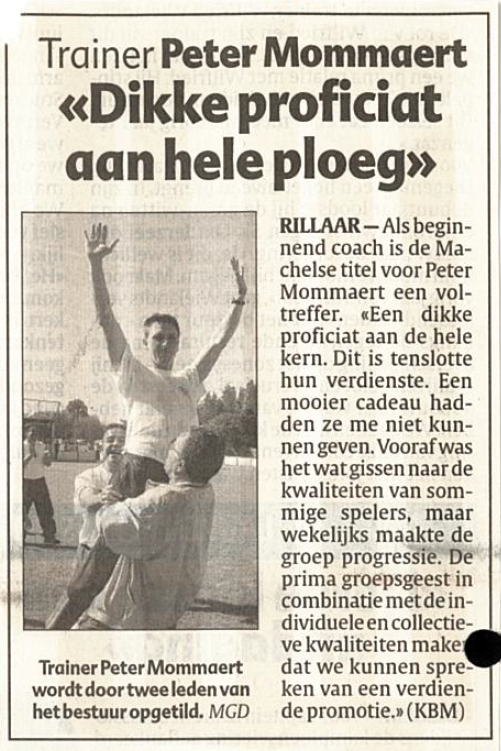 Trainer Peter Mommaert
«Dikke proficiat
aan hele ploeg»
RILLAAR — Als begin-
nend coach is de Ma-
chelse titel voor Peter
Mommaert een vol-
treffer. «Een dikke
proficiat aan de hele
kern. Dit is tenslotte
hun verdienste. Een
mooier cadeau had-
den ze me niet kun-
nen geven. Vooraf was
het wat gissen naar de
kwaliteiten van som-
mige spelers, maar
wekelijks maakte de
groep progressie. De
prima groepsgeest in
combinatie met de in-
dividuele en collectie-
ve kwaliteiten maken
dat we kunnen spre-
ken van een verdien-
de promotie.» (KBM)
Trainer Peter Mommaert
wordt door twee leden van
het bestuur opgetild. MGD